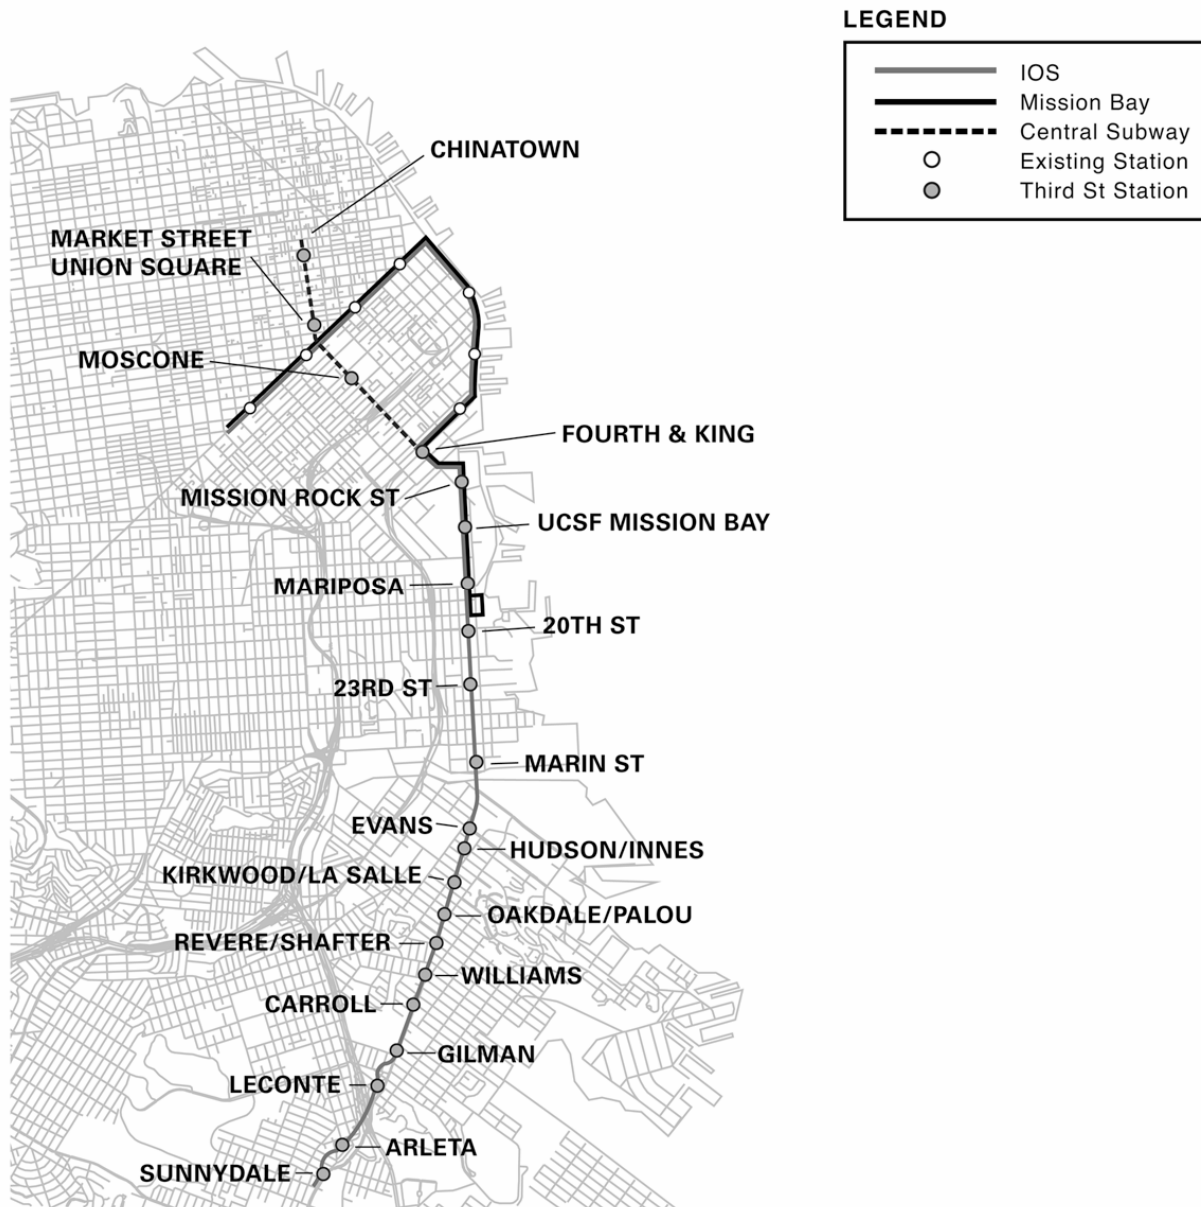 LEGEND
IOS
Mission Bay
Central Subway
Existing Station
Third St Station
CHINATOWN
MARKET STREET
UNION SQUARE
MOSCONE
FOURTH & KING
MISSION ROCK ST
UCSF MISSION BAY
MARIPOSA
20TH ST
23RD ST
MARIN ST
EVANS
HUDSON/INNES
KIRKWOOD/LA SALLE
OAKDALE/PALOU
REVERE/SHAFTER
WILLIAMS
CARROLL
GILMAN
LECONTE
ARLETA
SUNNYDALE